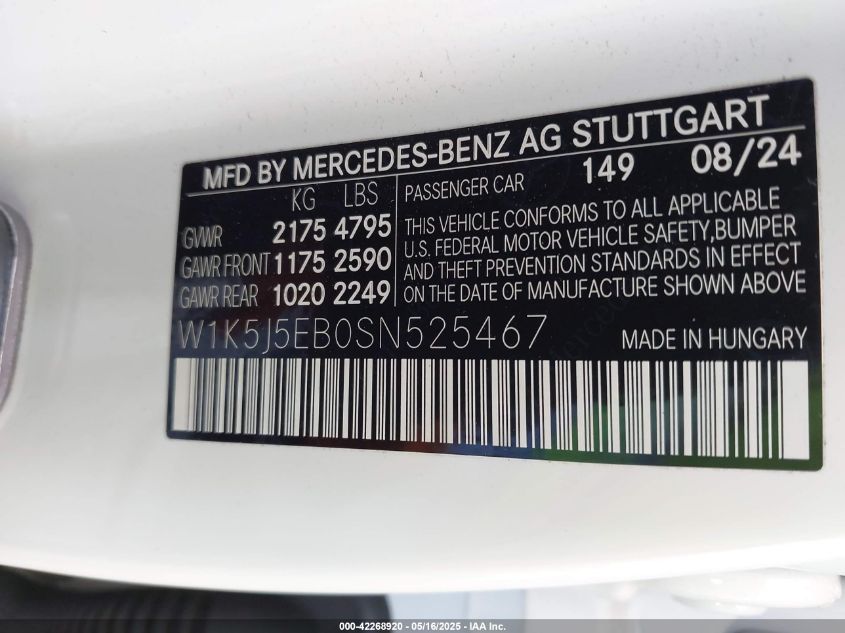 MFD BY MERCEDES-BENZ AG STUTTGART
KG LBS
GVWR 2175 4795
GAWR FRONT 1175 2590
GAWR REAR 1020 2249
PASSENGER CAR 149 08/24
THIS VEHICLE CONFORMS TO ALL APPLICABLE
U.S. FEDERAL MOTOR VEHICLE SAFETY, BUMPER
AND THEFT PREVENTION STANDARDS IN EFFECT
ON THE DATE OF MANUFACTURE SHOWN ABOVE
W1K5J5EB0SN525467 MADE IN HUNGARY
000-42268920 - 05/16/2025 - IAA Inc.